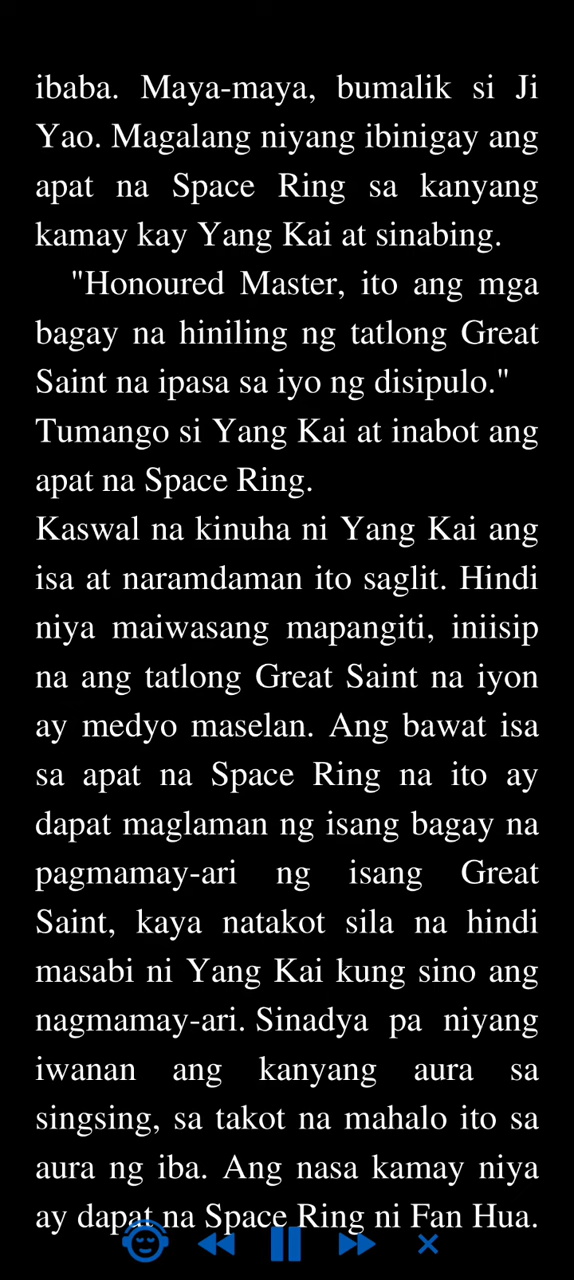 ibaba. Maya-maya, bumalik si Ji
Yao. Magalang niyang ibinigay ang
apat na Space Ring sa kanyang
kamay kay Yang Kai at sinabing.
"Honoured Master, ito ang mga
bagay na hiniling ng tatlong Great
Saint na ipasa sa iyo ng disipulo."
Tumango si Yang Kai at inabot ang
apat na Space Ring.
Kaswal na kinuha ni Yang Kai ang
isa at naramdaman ito saglit. Hindi
niya maiwasang mapangiti, iniisip
na ang tatlong Great Saint na iyon
ay medyo maselan. Ang bawat isa
sa apat na Space Ring na ito ay
dapat maglaman ng isang bagay na
pagmamay-ari ng isang Great
Saint, kaya natakot sila na hindi
masabi ni Yang Kai kung sino ang
nagmamay-ari. Sinadya pa niyang
iwanan ang kanyang aura sa
singsing, sa takot na mahalo ito sa
aura ng iba. Ang nasa kamay niya
ay dapat na Space Ring ni Fan Hua.